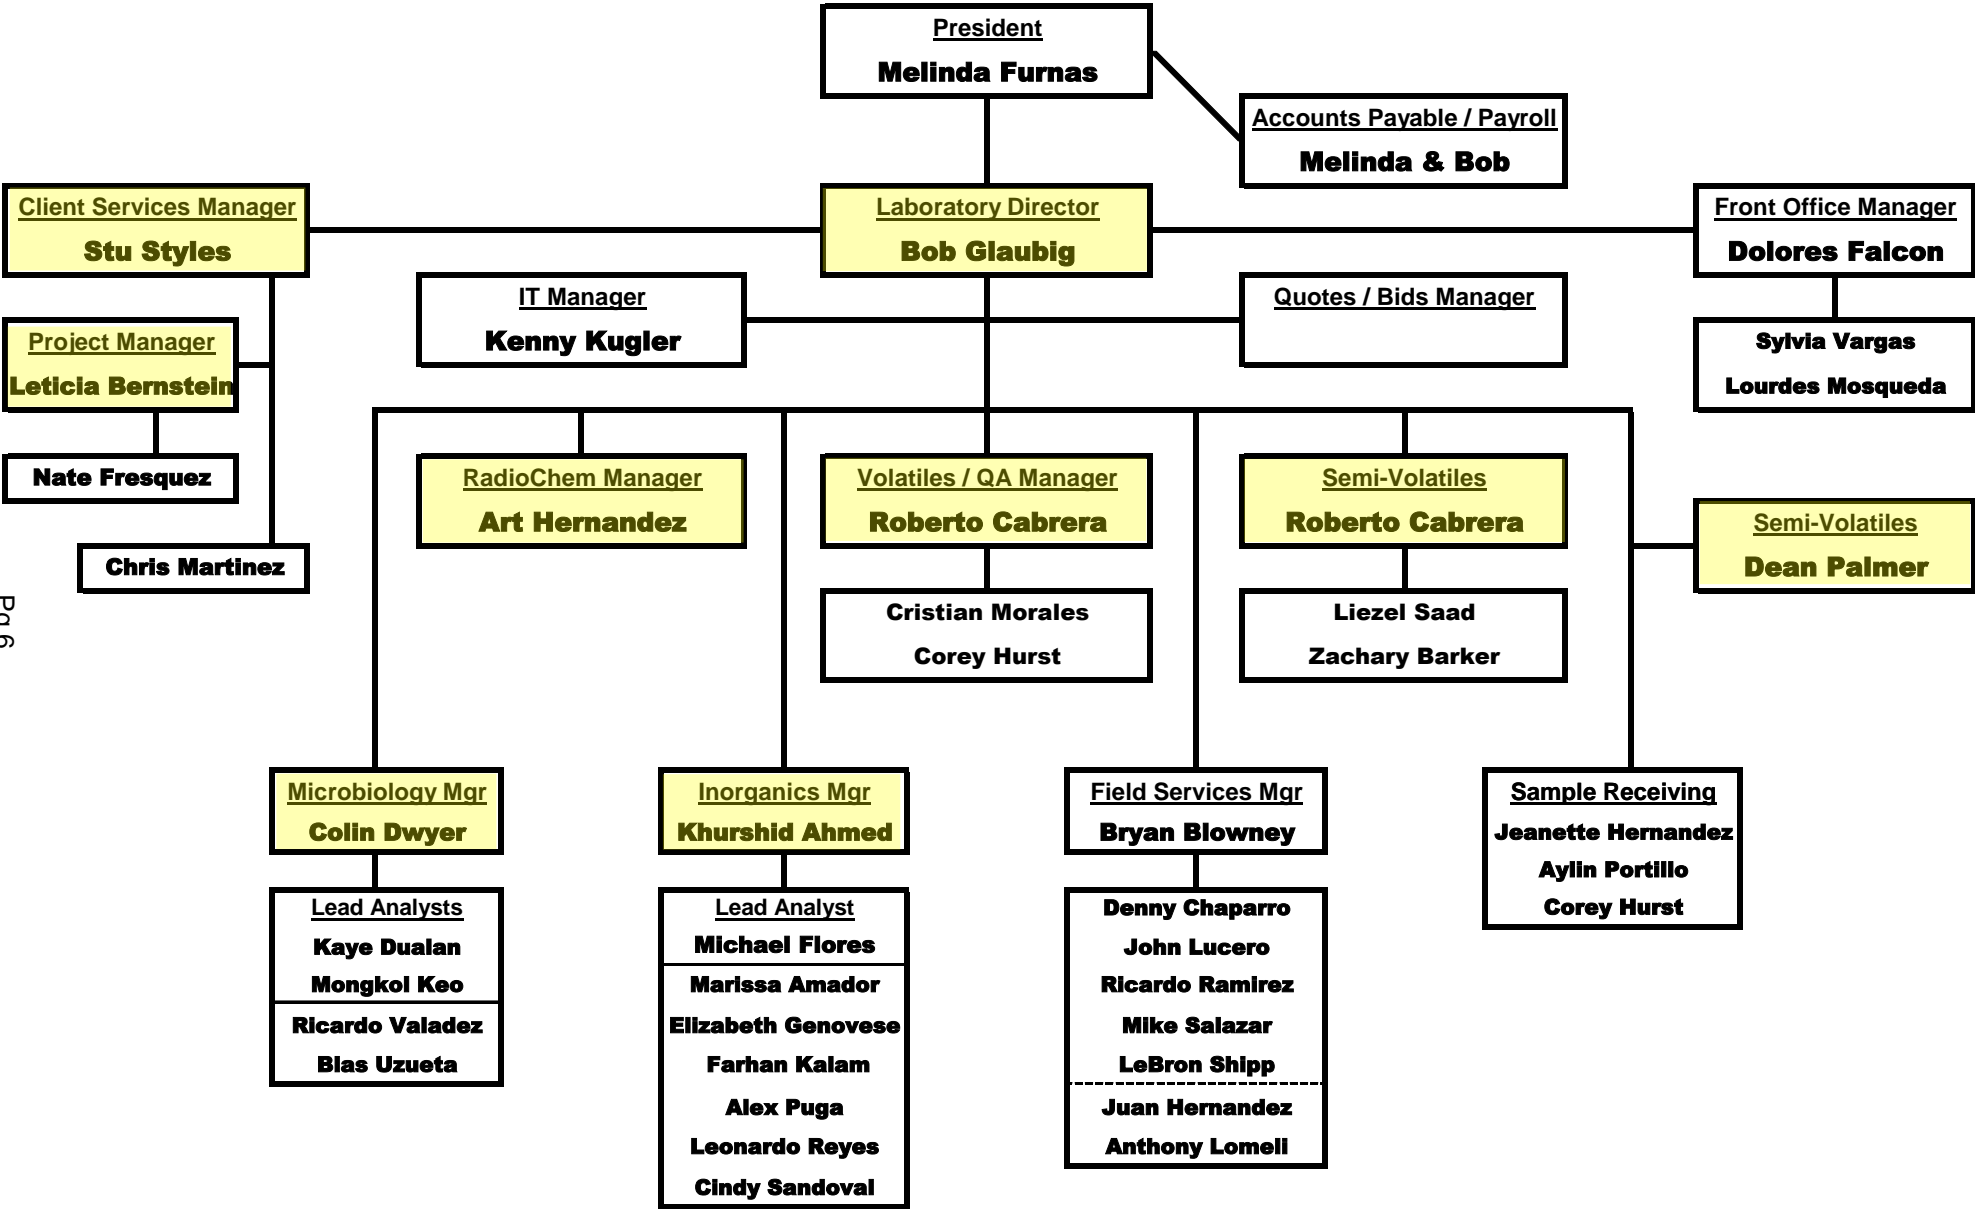 President
Melinda Furnas
Accounts Payable / Payroll
Melinda & Bob
Client Services Manager
Stu Styles
Laboratory Director
Bob Glaubig
Front Office Manager
Dolores Falcon
IT Manager
Kenny Kugler
Quotes / Bids Manager
Project Manager
Leticia Bernstein
Sylvia Vargas
Lourdes Mosqueda
Nate Fresquez
RadioChem Manager
Art Hernandez
Volatiles / QA Manager
Roberto Cabrera
Semi-Volatiles
Roberto Cabrera
Semi-Volatiles
Dean Palmer
Chris Martinez
Cristian Morales
Corey Hurst
Liezel Saad
Zachary Barker
Pg 6
Microbiology Mgr
Colin Dwyer
Inorganics Mgr
Khurshid Ahmed
Field Services Mgr
Bryan Blowney
Sample Receiving
Jeanette Hernandez
Aylin Portillo
Corey Hurst
Lead Analysts
Kaye Dualan
Mongkol Keo
Ricardo Valadez
Blas Uzueta
Lead Analyst
Michael Flores
Marissa Amador
Elizabeth Genovese
Farhan Kalam
Alex Puga
Leonardo Reyes
Cindy Sandoval
Denny Chaparro
John Lucero
Ricardo Ramirez
Mike Salazar
LeBron Shipp
Juan Hernandez
Anthony Lomeli